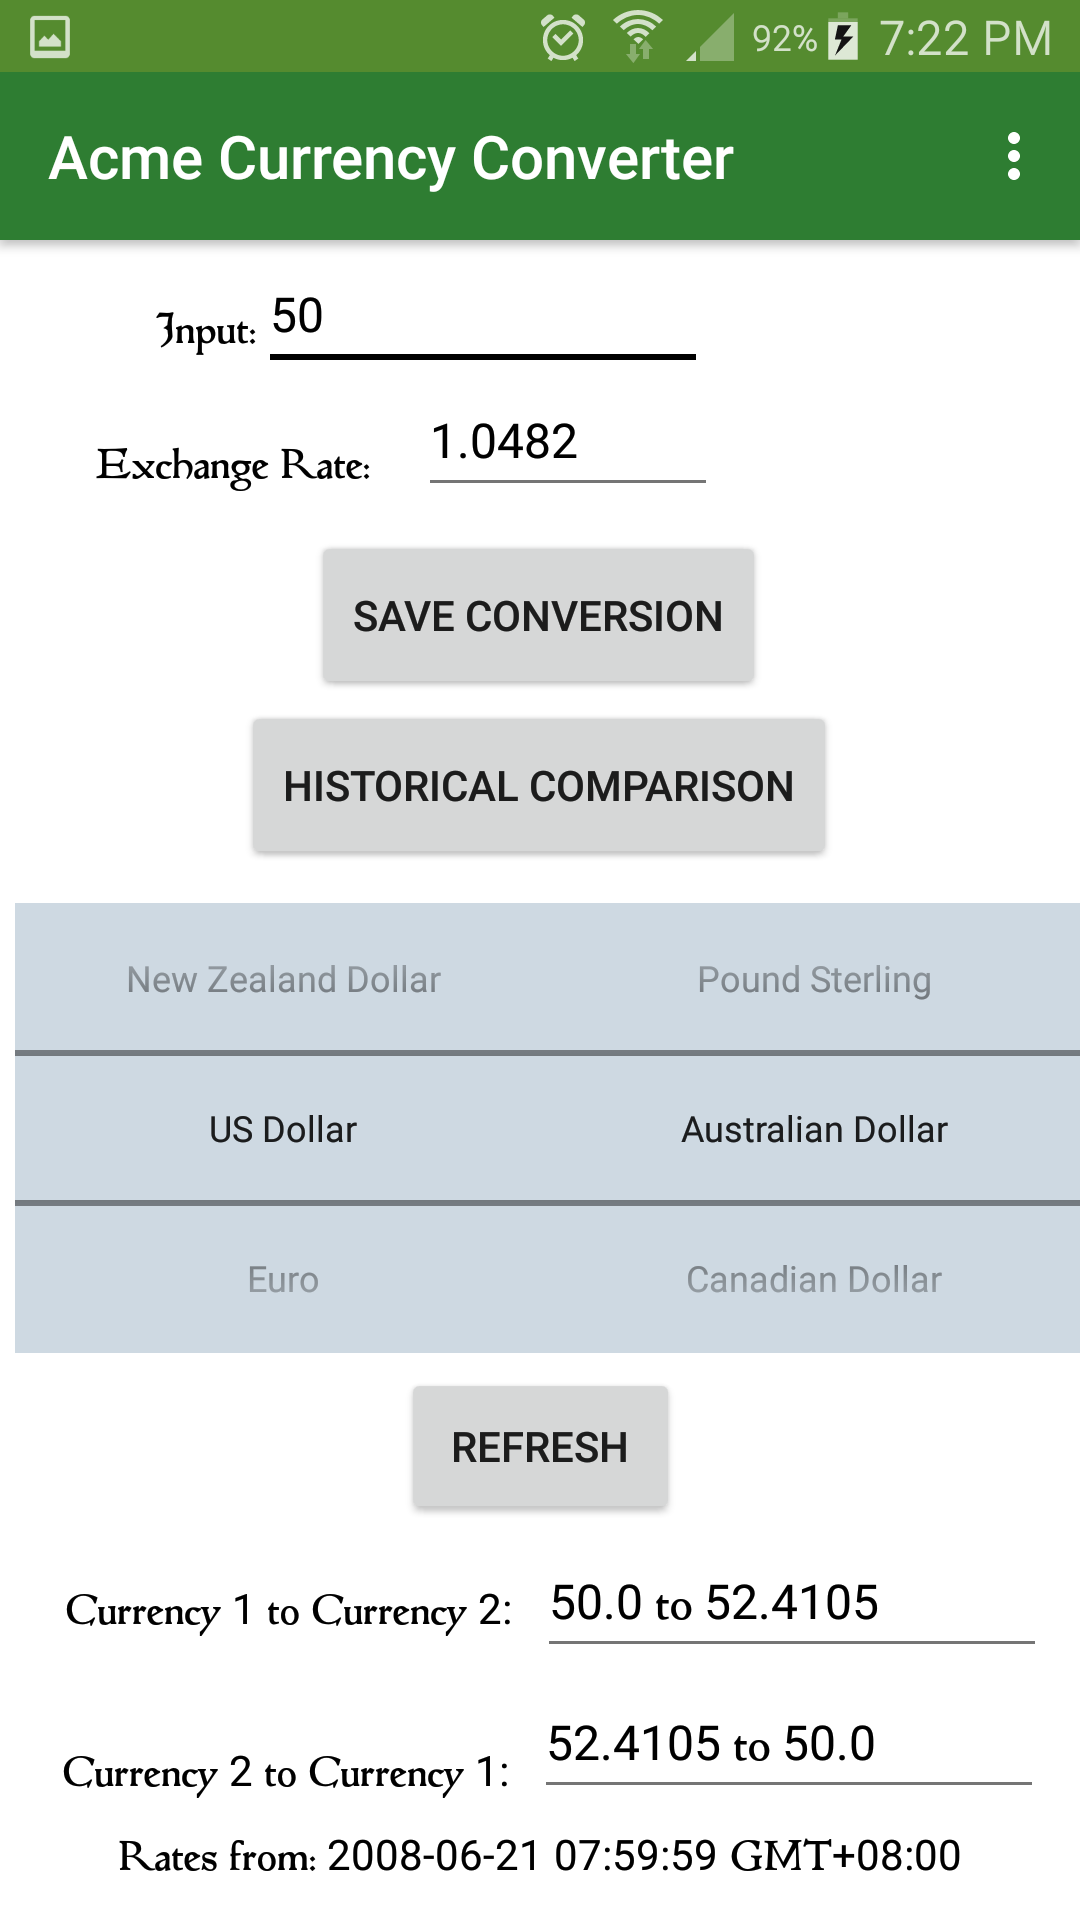 92% 7:22 PM
Acme Currency Converter
Input: 50
Exchange Rate: 1.0482
SAVE CONVERSION
HISTORICAL COMPARISON
New Zealand Dollar Pound Sterling
US Dollar Australian Dollar
Euro Canadian Dollar
REFRESH
Currency 1 to Currency 2: 50.0 to 52.4105
Currency 2 to Currency 1: 52.4105 to 50.0
Rates from: 2008-06-21 07:59:59 GMT+08:00